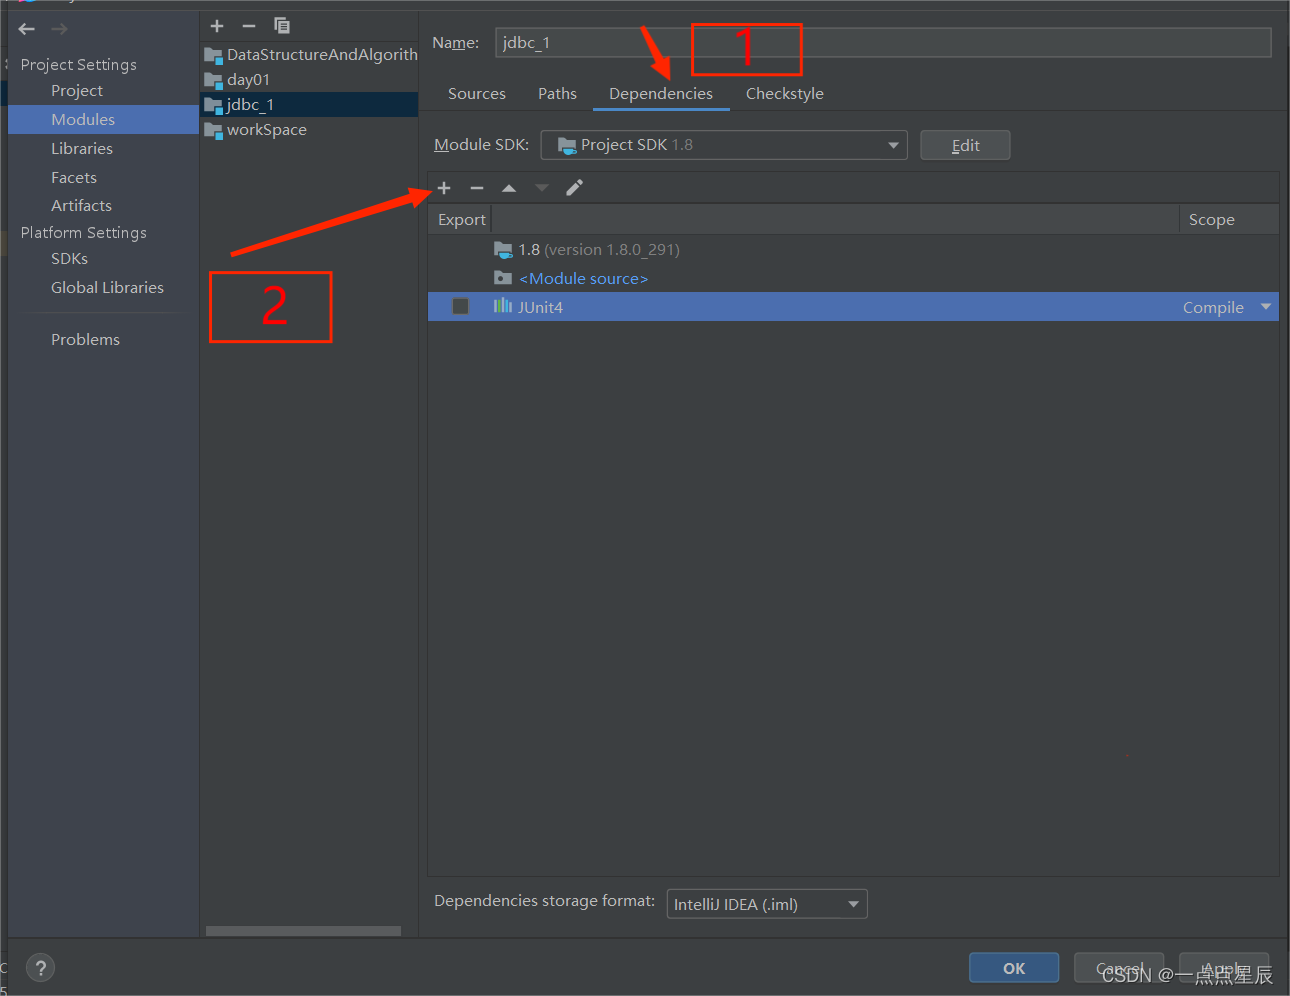 Project Settings
Project
Modules
Libraries
Facets
Artifacts
Platform Settings
SDKs
Global Libraries
Problems
DataStructureAndAlgorith
day01
jdbc_1
workSpace
2
Name: jdbc_1
1
Sources Paths Dependencies Checkstyle
Module SDK: Project SDK 1.8 Edit
Export Scope
1.8 (version 1.8.0_291)
<Module source>
JUnit4 Compile
Dependencies storage format: IntelliJ IDEA (.iml)
? OK Cancel Apply
CSDN @一点点星辰